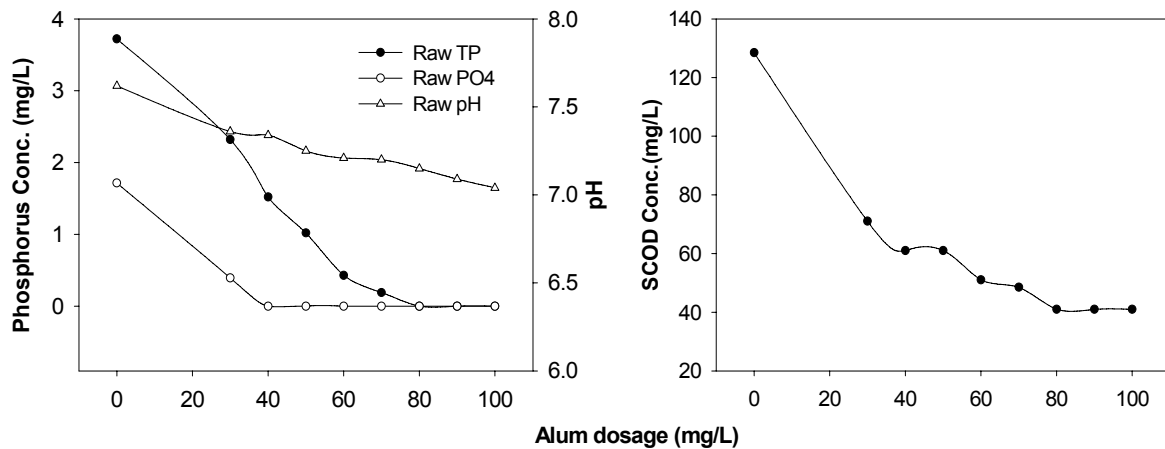 Phosphorus Conc. (mg/L)
4
3
2
1
0
Raw TP
Raw PO4
Raw pH
8.0
7.5
7.0
6.5
6.0
pH
0 20 40 60 80 100
SCOD Conc.(mg/L)
140
120
100
80
60
40
20
0 20 40 60 80 100
Alum dosage (mg/L)